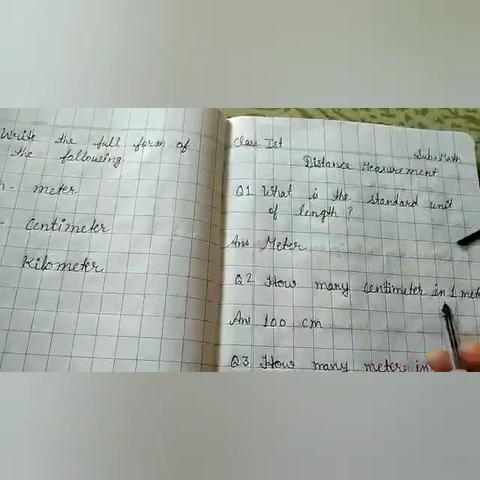 Write the full form of
the following
- meter
- Centimeter
Kilometer
Class Ist
Sub. Math
Distance Measurement
Q1 What is the standard unit
of length ?
Ans Meter
Q2 How many centimeter in 1 mete
Ans 100 cm
Q3 How many meters in